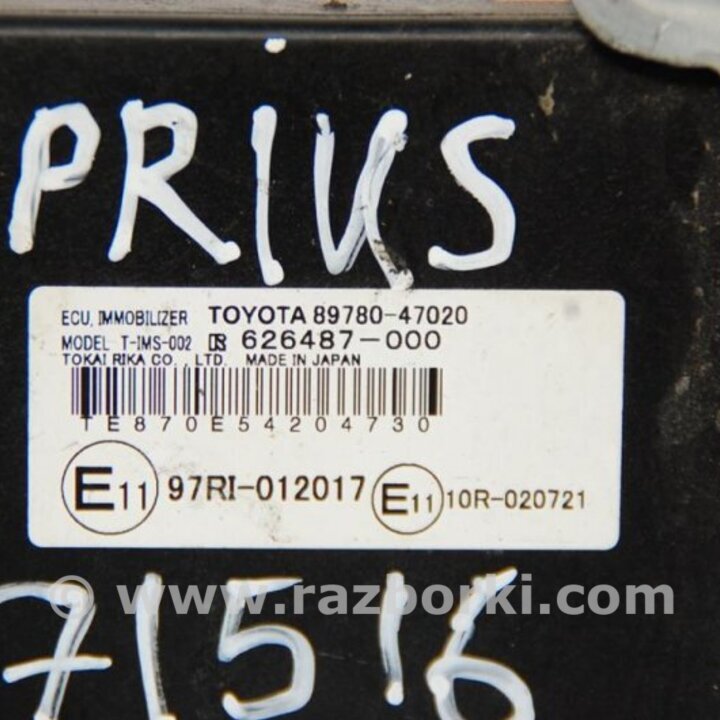 PRIUS
ECU, IMMOBILIZER TOYOTA 89780-47020
MODEL T-IMS-002 626487-000
TOKAI RIKA CO., LTD. MADE IN JAPAN
TE870E54204730
E11 97RI-012017 E11 10R-020721
© www.razborki.com
71516